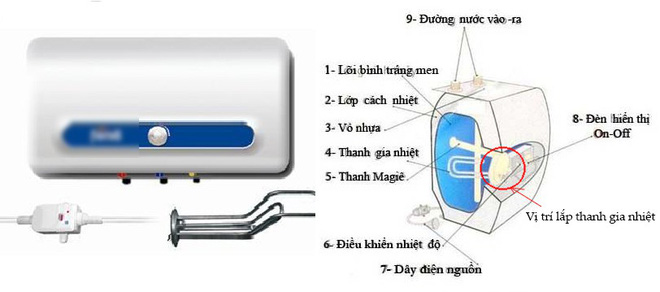 9- Đường nước vào -ra
1- Lõi bình tráng men
2- Lớp cách nhiệt
3- Vỏ nhựa
4- Thanh gia nhiệt
5- Thanh Magiê
8- Đèn hiển thị
On-Off
Vị trí lắp thanh gia nhiệt
6- Điều khiển nhiệt độ
7- Dây điện nguồn